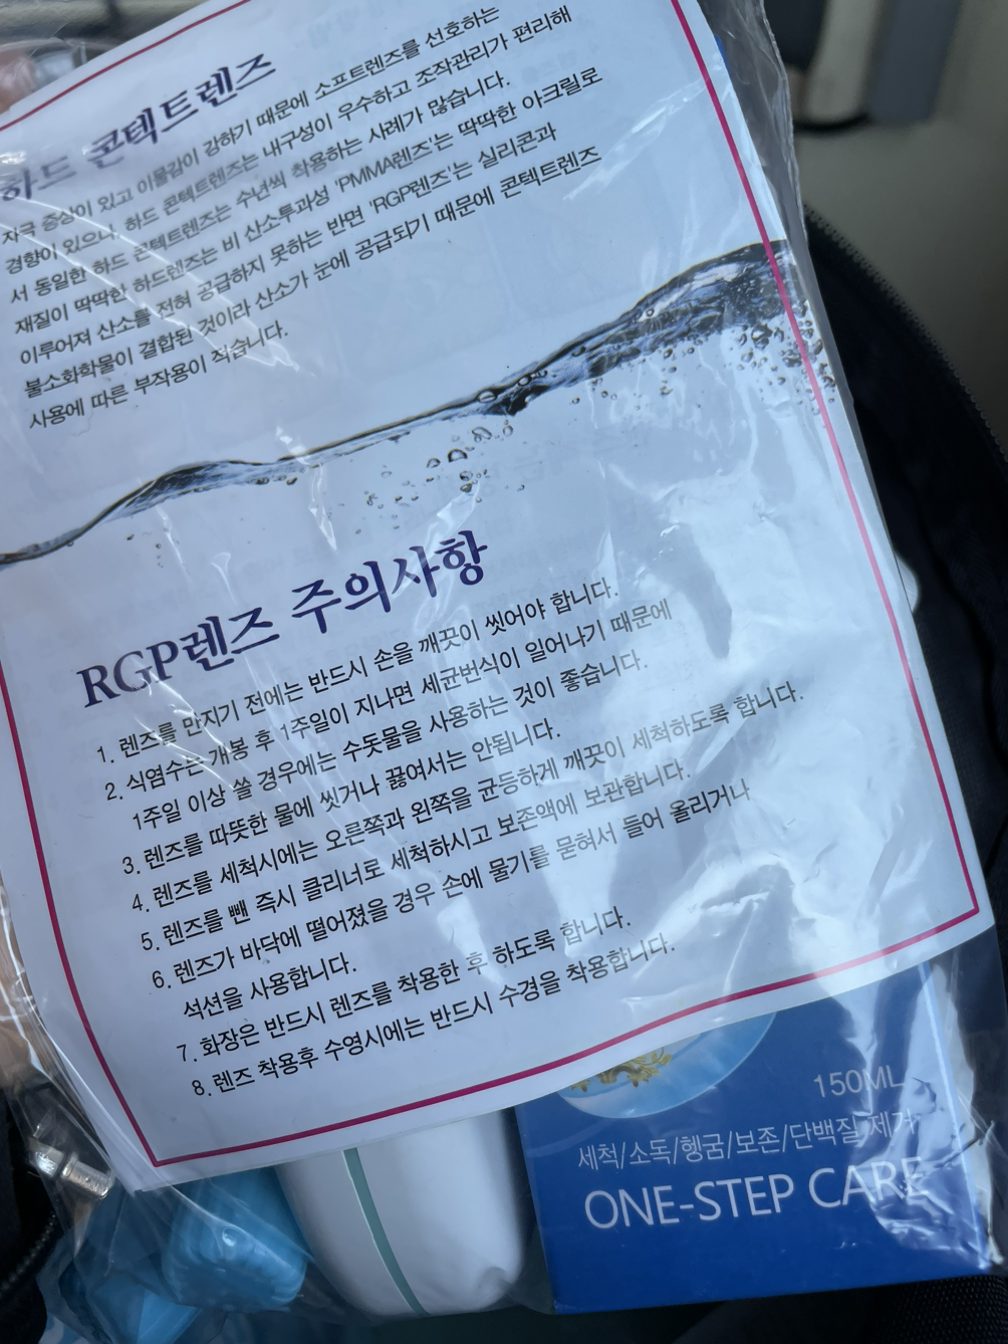 하드 콘텍트렌즈
자극 증상이 있고 이물감이 강하기 때문에 소프트렌즈를 선호하는
경향이 있으나, 하드 콘텍트렌즈는 내구성이 우수하고 조작관리가 편리해
서 동일한 하드 콘텍트렌즈를 수년씩 착용하는 사례가 많습니다.
재질이 딱딱한 하드렌즈는 비 산소투과성 'PMMA렌즈'는 딱딱한 아크릴로
이루어져 산소를 전혀 공급하지 못하는 반면 'RGP렌즈'는 실리콘과
불소화학물이 결합된 것이라 산소가 눈에 공급되기 때문에 콘텍트렌즈
사용에 따른 부작용이 적습니다.
RGP렌즈 주의사항
1. 렌즈를 만지기 전에는 반드시 손을 깨끗이 씻어야 합니다.
2. 식염수는 개봉 후 1주일이 지나면 세균번식이 일어나기 때문에
1주일 이상 쓸 경우에는 수돗물을 사용하는 것이 좋습니다.
3. 렌즈를 따뜻한 물에 씻거나 끓여서는 안됩니다.
4. 렌즈를 세척시에는 오른쪽과 왼쪽을 균등하게 깨끗이 세척하도록 합니다.
5. 렌즈를 뺀 즉시 클리너로 세척하시고 보존액에 보관합니다.
6. 렌즈가 바닥에 떨어졌을 경우 손에 물기를 묻혀서 들어 올리거나
석션을 사용합니다.
7. 화장은 반드시 렌즈를 착용한 후 하도록 합니다.
8. 렌즈 착용후 수영시에는 반드시 수경을 착용합니다.
150ML
세척/소독/헹굼/보존/단백질 제거
ONE-STEP CARE